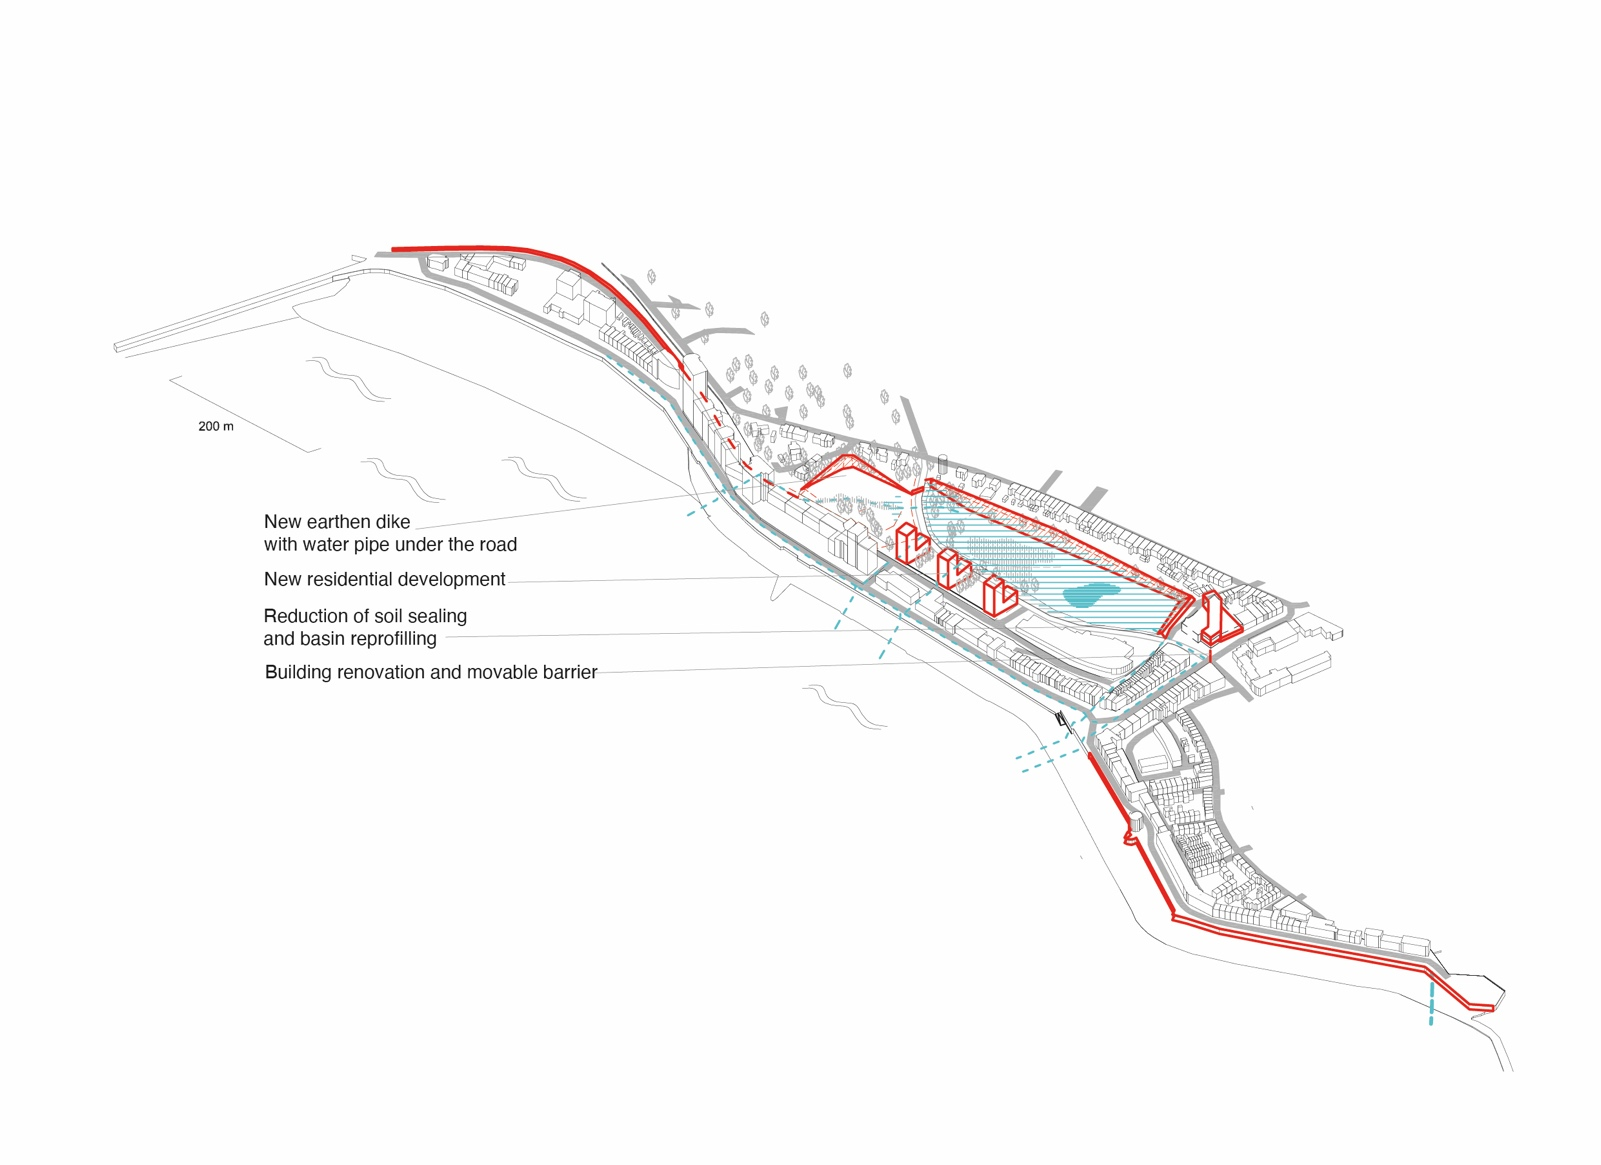 200 m
New earthen dike
with water pipe under the road
New residential development
Reduction of soil sealing
and basin reprofilling
Building renovation and movable barrier